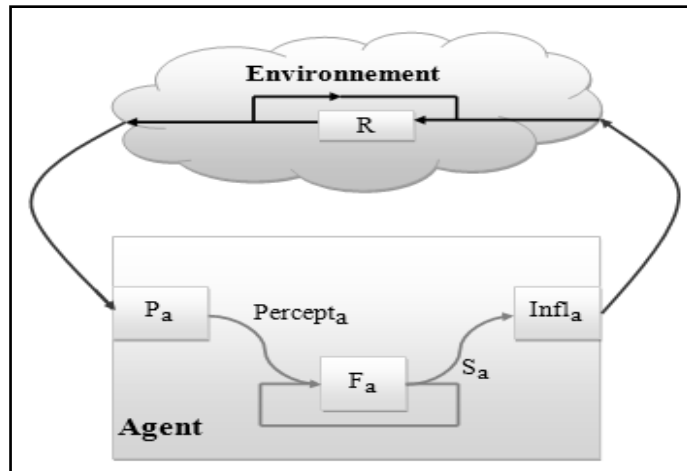 Environnement
R
Pa
Percepta
Infla
Fa
Sa
Agent